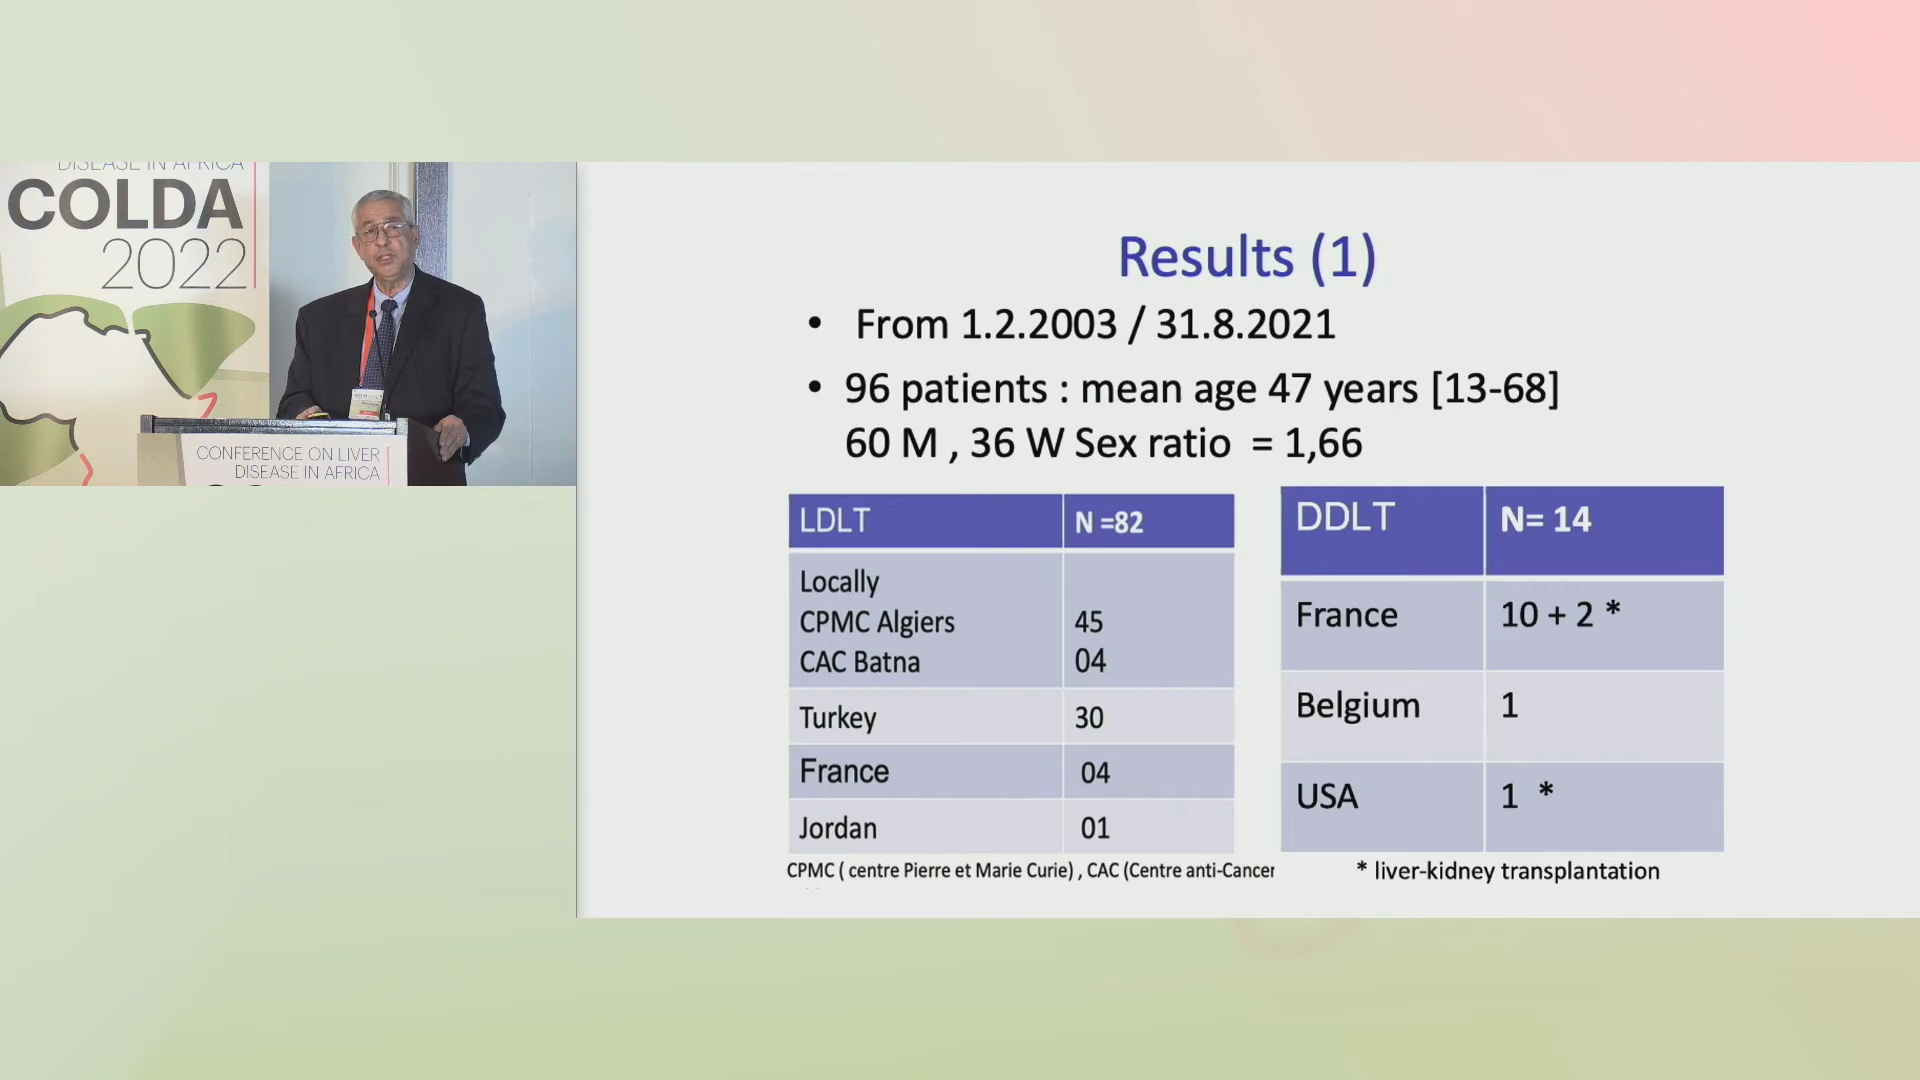 DISEASE IN AFRICA
COLDA
2022
CONFERENCE ON LIVER
DISEASE IN AFRICA
Results (1)
• From 1.2.2003 / 31.8.2021
• 96 patients : mean age 47 years [13-68]
60 M , 36 W Sex ratio = 1,66
LDLT N =82
Locally
CPMC Algiers 45
CAC Batna 04
Turkey 30
France 04
Jordan 01
CPMC ( centre Pierre et Marie Curie) , CAC (Centre anti-Cancer
DDLT N= 14
France 10 + 2 *
Belgium 1
USA 1 *
* liver-kidney transplantation